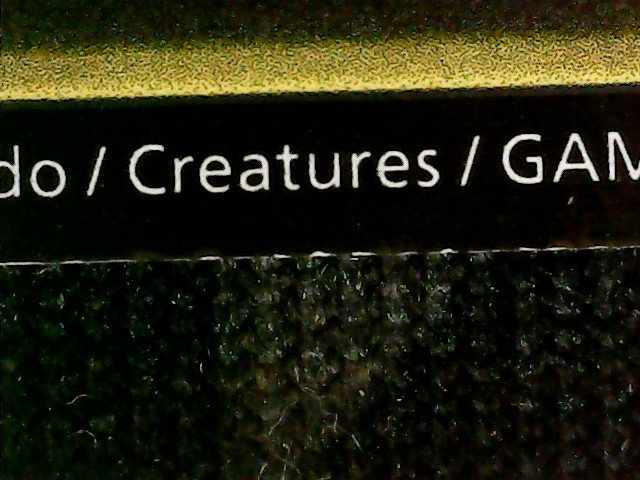 do / Creatures / GAM